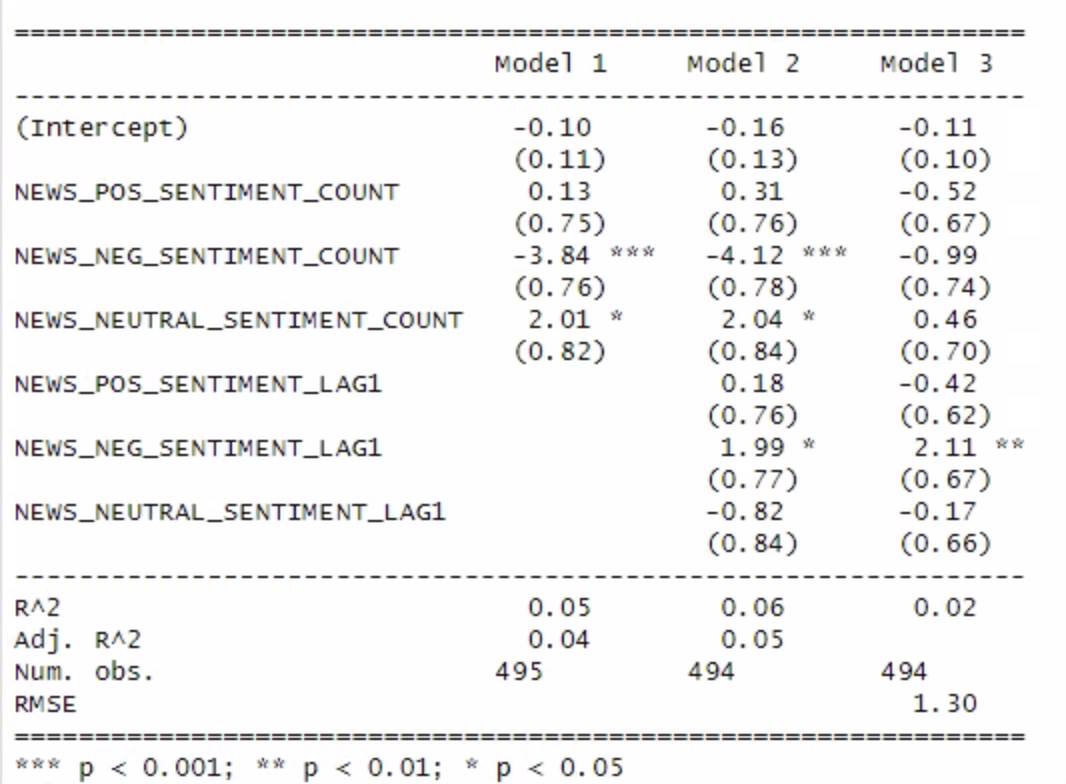 =================================================================
                              Model 1     Model 2     Model 3
-----------------------------------------------------------------
(Intercept)                    -0.10       -0.16       -0.11
                               (0.11)      (0.13)      (0.10)
NEWS_POS_SENTIMENT_COUNT        0.13        0.31       -0.52
                               (0.75)      (0.76)      (0.67)
NEWS_NEG_SENTIMENT_COUNT       -3.84 ***   -4.12 ***   -0.99
                               (0.76)      (0.78)      (0.74)
NEWS_NEUTRAL_SENTIMENT_COUNT    2.01 *      2.04 *      0.46
                               (0.82)      (0.84)      (0.70)
NEWS_POS_SENTIMENT_LAG1                     0.18       -0.42
                                           (0.76)      (0.62)
NEWS_NEG_SENTIMENT_LAG1                     1.99 *      2.11 **
                                           (0.77)      (0.67)
NEWS_NEUTRAL_SENTIMENT_LAG1                -0.82       -0.17
                                           (0.84)      (0.66)
-----------------------------------------------------------------
R^2                             0.05        0.06        0.02
Adj. R^2                        0.04        0.05
Num. obs.                     495         494         494
RMSE                                                    1.30
=================================================================
*** p < 0.001; ** p < 0.01; * p < 0.05